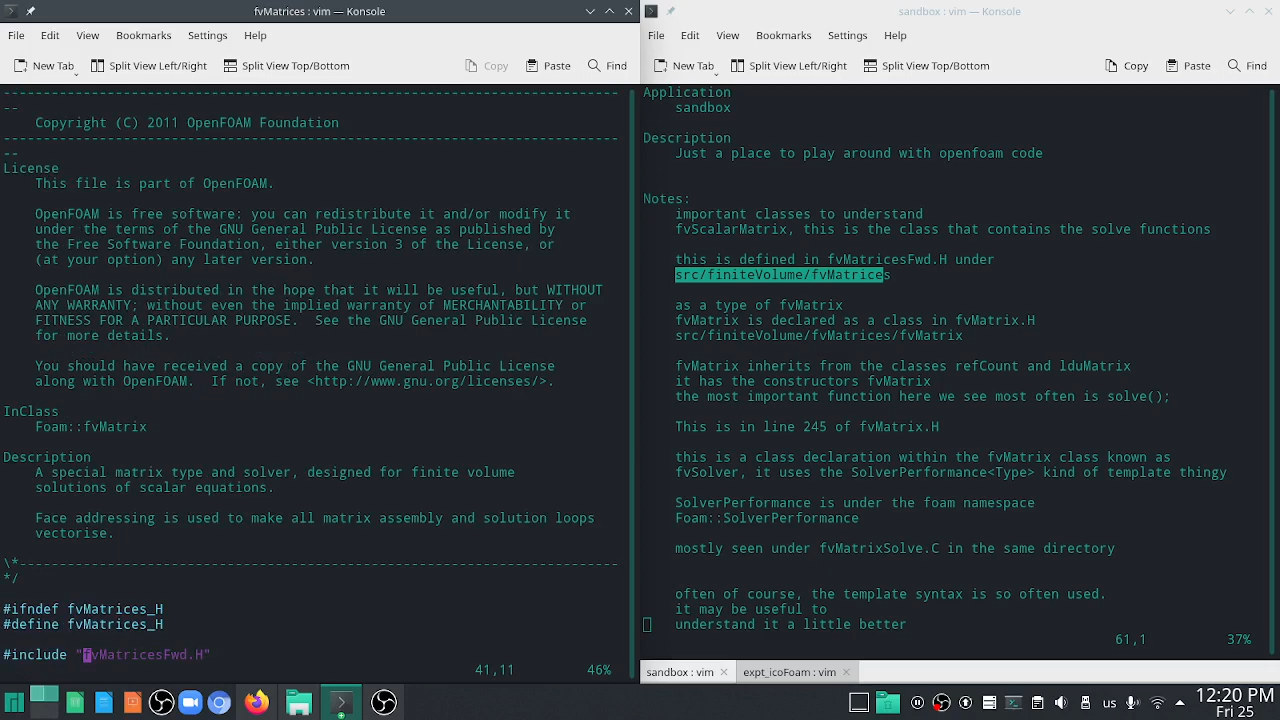 fvMatrices : vim — Konsole
File Edit View Bookmarks Settings Help
New Tab Split View Left/Right Split View Top/Bottom Copy Paste Find
--------------------------------------------------------------------------------
--
Copyright (C) 2011 OpenFOAM Foundation
--------------------------------------------------------------------------------
--
License
This file is part of OpenFOAM.
OpenFOAM is free software: you can redistribute it and/or modify it
under the terms of the GNU General Public License as published by
the Free Software Foundation, either version 3 of the License, or
(at your option) any later version.
OpenFOAM is distributed in the hope that it will be useful, but WITHOUT
ANY WARRANTY; without even the implied warranty of MERCHANTABILITY or
FITNESS FOR A PARTICULAR PURPOSE.  See the GNU General Public License
for more details.
You should have received a copy of the GNU General Public License
along with OpenFOAM.  If not, see <http://www.gnu.org/licenses/>.
InClass
Foam::fvMatrix
Description
A special matrix type and solver, designed for finite volume
solutions of scalar equations.
Face addressing is used to make all matrix assembly and solution loops
vectorise.
\*---------------------------------------------------------------------------
*/
#ifndef fvMatrices_H
#define fvMatrices_H
#include "fvMatricesFwd.H"
41,11 46%
sandbox : vim — Konsole
File Edit View Bookmarks Settings Help
New Tab Split View Left/Right Split View Top/Bottom Copy Paste Find
Application
sandbox
Description
Just a place to play around with openfoam code
Notes:
important classes to understand
fvScalarMatrix, this is the class that contains the solve functions
this is defined in fvMatricesFwd.H under
src/finiteVolume/fvMatrices
as a type of fvMatrix
fvMatrix is declared as a class in fvMatrix.H
src/finiteVolume/fvMatrices/fvMatrix
fvMatrix inherits from the classes refCount and lduMatrix
it has the constructors fvMatrix
the most important function here we see most often is solve();
This is in line 245 of fvMatrix.H
this is a class declaration within the fvMatrix class known as
fvSolver, it uses the SolverPerformance<Type> kind of template thingy
SolverPerformance is under the foam namespace
Foam::SolverPerformance
mostly seen under fvMatrixSolve.C in the same directory
often of course, the template syntax is so often used.
it may be useful to
understand it a little better
61,1 37%
sandbox : vim expt_icoFoam : vim
us 12:20 PM
Fri 25